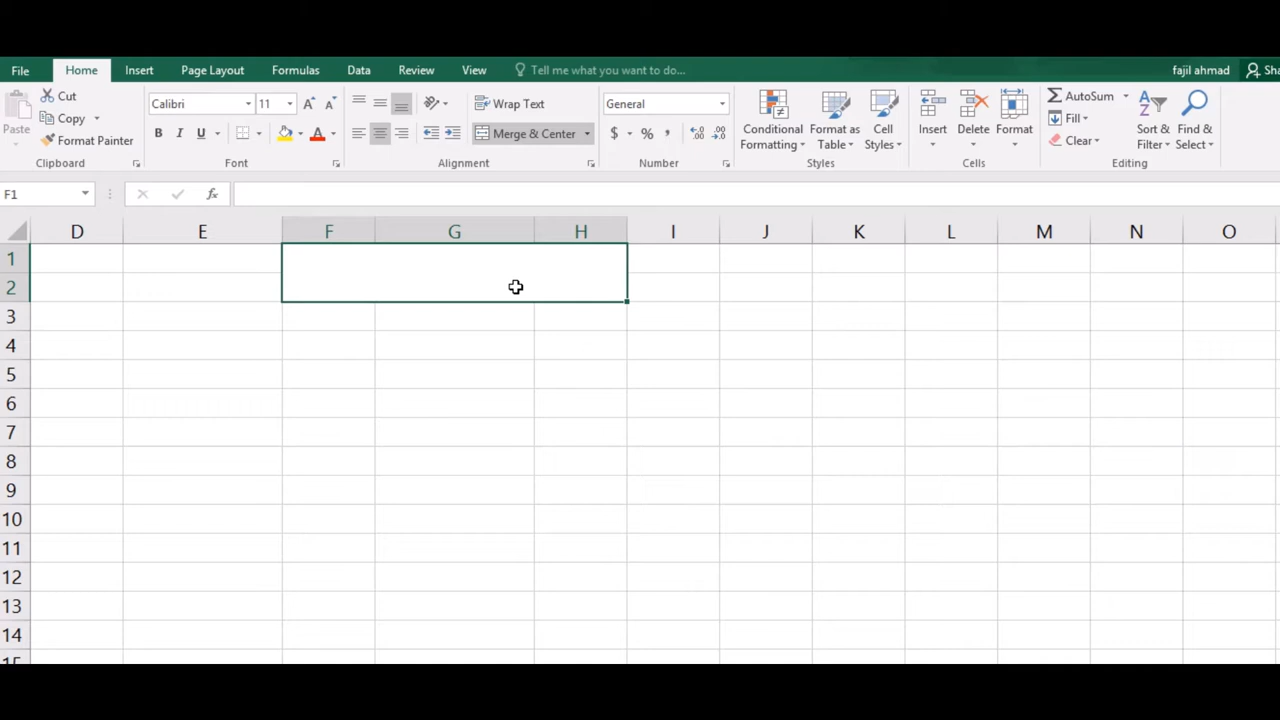 File Home Insert Page Layout Formulas Data Review View Tell me what you want to do... fajil ahmad Sha
Paste Cut Calibri 11 Wrap Text General Conditional Formatting Format as Table Cell Styles Insert Delete Format AutoSum Sort & Filter Find & Select
Copy Fill
Format Painter B I U A Merge & Center $ % , Clear
Clipboard Font Alignment Number Styles Cells Editing
F1 fx
D E F G H I J K L M N O
1
2
3
4
5
6
7
8
9
10
11
12
13
14
15